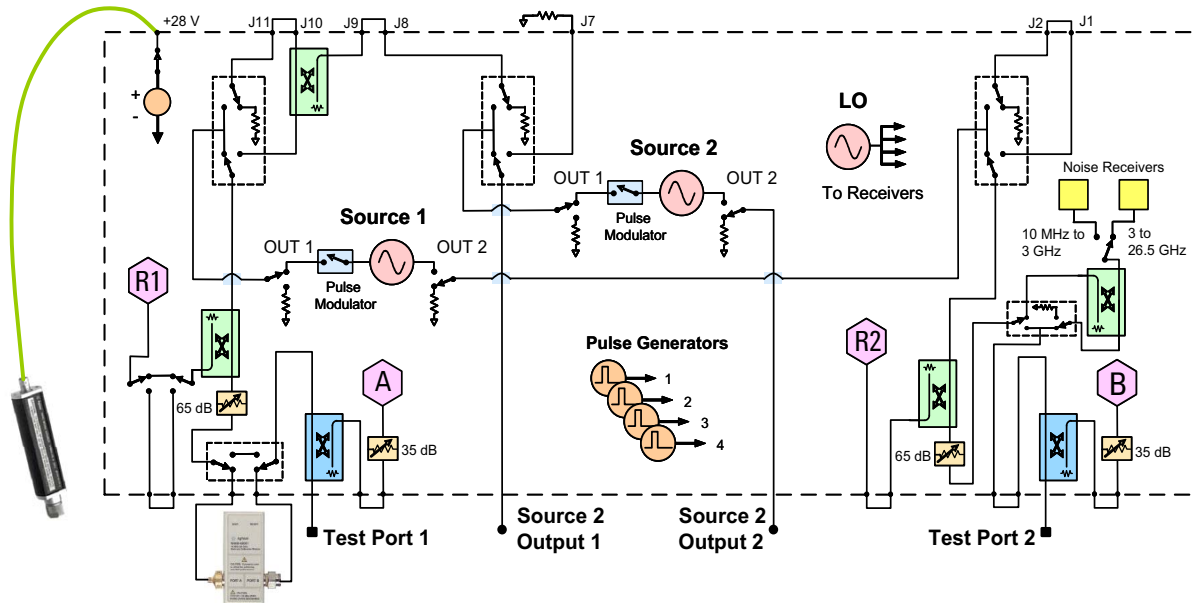 +28 V
J11
J10
J9
J8
J7
J2
J1
+
-
LO
To Receivers
Source 2
OUT 1
OUT 2
Pulse
Modulator
Noise Receivers
10 MHz to
3 GHz
3 to
26.5 GHz
Source 1
OUT 1
OUT 2
Pulse
Modulator
R1
R2
A
B
Pulse Generators
1
2
3
4
65 dB
35 dB
65 dB
35 dB
Test Port 1
Source 2
Output 1
Source 2
Output 2
Test Port 2
PORT A
PORT B